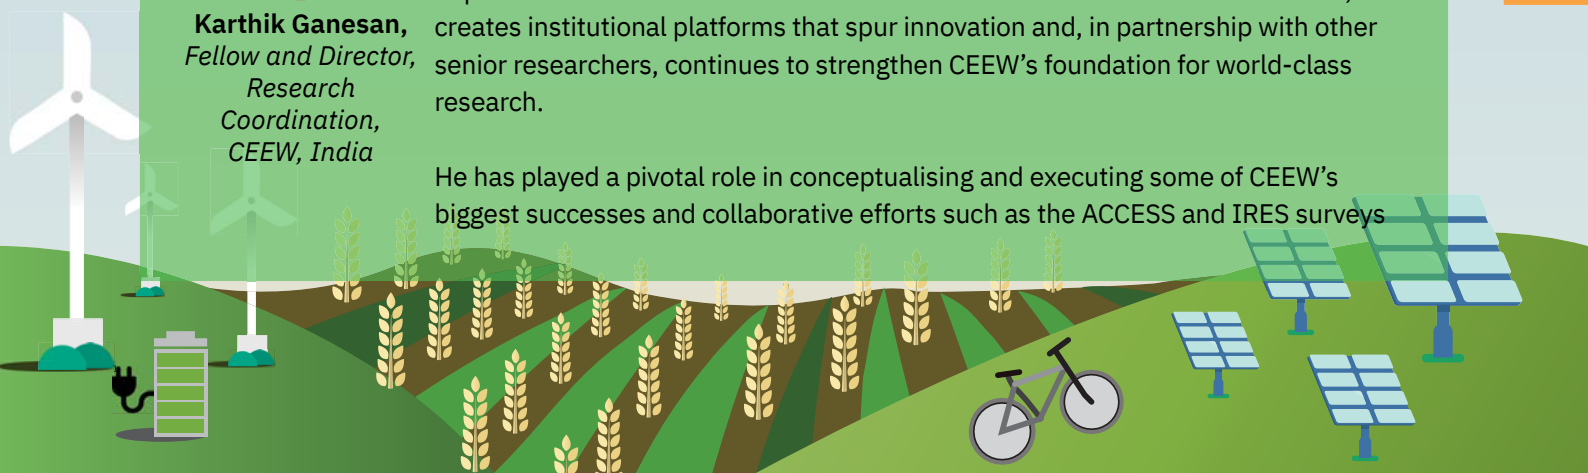 Karthik Ganesan,
Fellow and Director,
Research
Coordination,
CEEW, India
creates institutional platforms that spur innovation and, in partnership with other
senior researchers, continues to strengthen CEEW’s foundation for world-class
research.
He has played a pivotal role in conceptualising and executing some of CEEW’s
biggest successes and collaborative efforts such as the ACCESS and IRES surveys